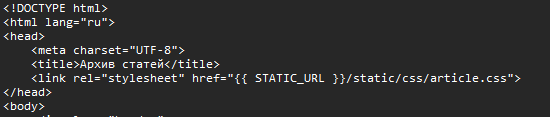 <!DOCTYPE html>
<html lang="ru">
<head>
    <meta charset="UTF-8">
    <title>Архив статей</title>
    <link rel="stylesheet" href="{{ STATIC_URL }}/static/css/article.css">
</head>
<body>